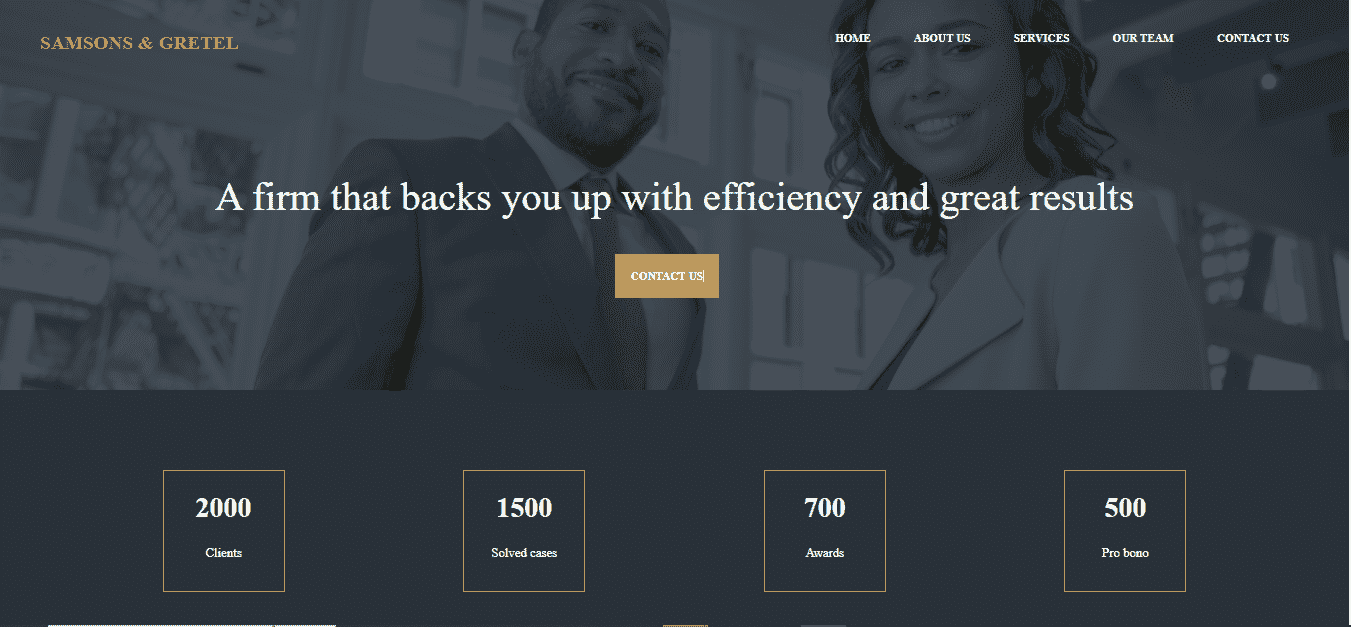 SAMSONS & GRETEL
HOME ABOUT US SERVICES OUR TEAM CONTACT US
A firm that backs you up with efficiency and great results
CONTACT US
2000 1500 700 500
Clients Solved cases Awards Pro bono